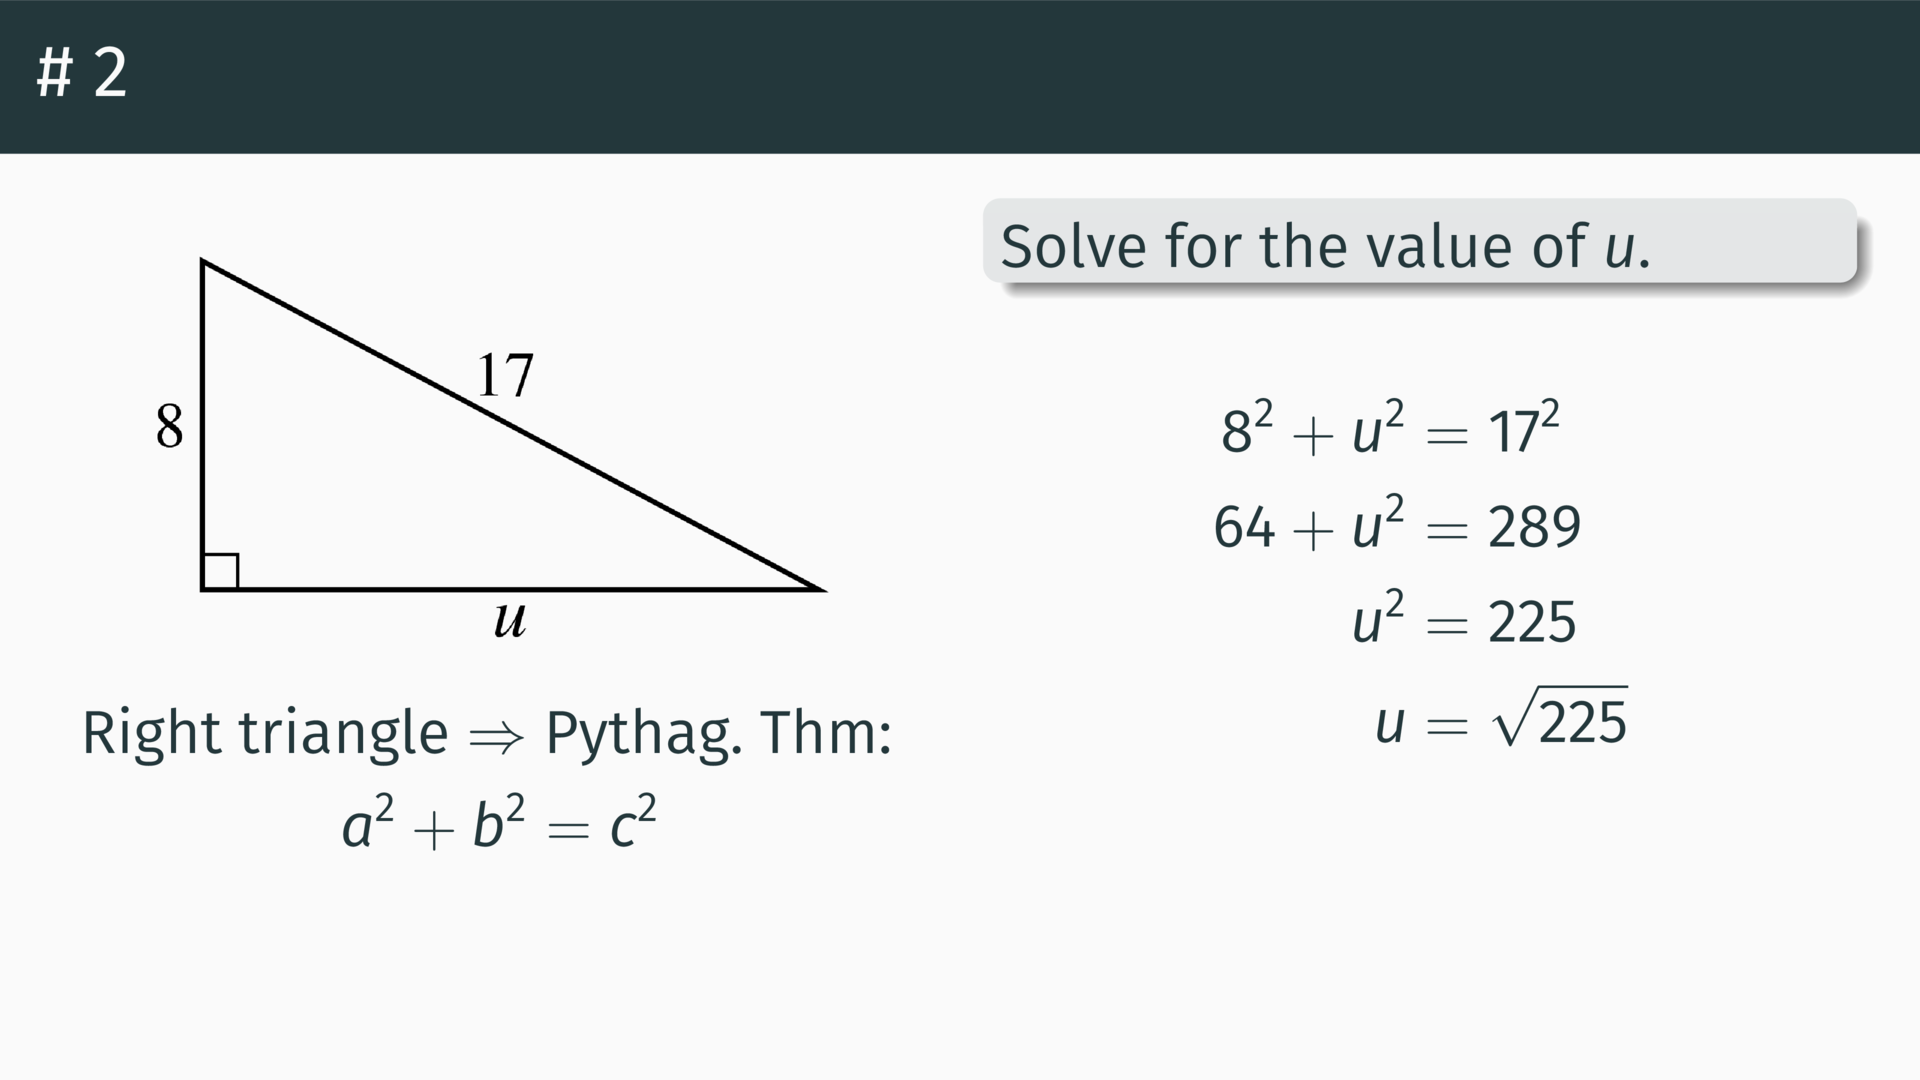 # 2
8
17
u
Right triangle ⇒ Pythag. Thm:
a² + b² = c²
Solve for the value of u.
8² + u² = 17²
64 + u² = 289
u² = 225
u = √225